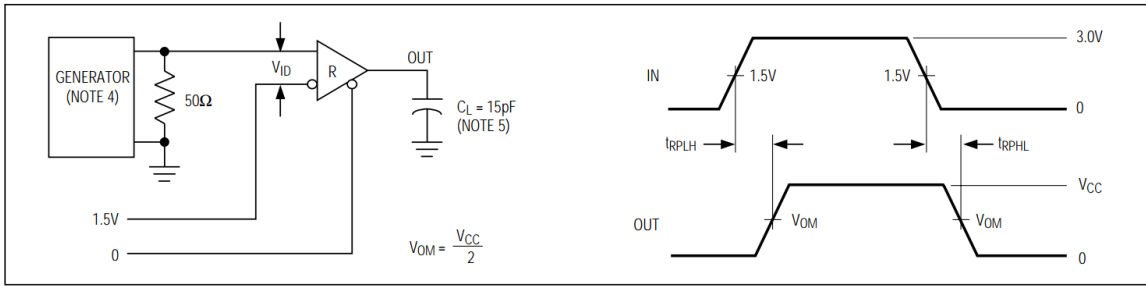 GENERATOR
(NOTE 4)
50Ω
V_ID
R
OUT
C_L = 15pF
(NOTE 5)
1.5V
0
V_OM = V_CC / 2
IN
3.0V
1.5V
1.5V
0
t_RPLH
t_RPHL
OUT
V_CC
V_OM
V_OM
0